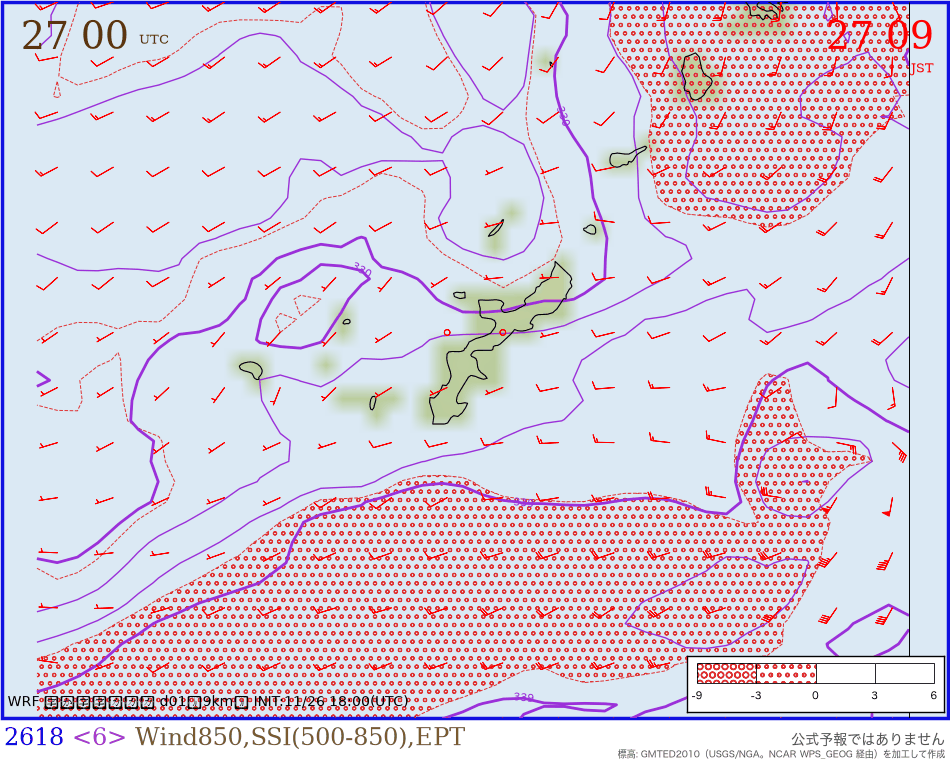 27 00 UTC
27 09
JST
330
330
330
WRF d01 9km INIT:11/26 18:00(UTC)
-9 -3 0 3 6
2618 <6> Wind850,SSI(500-850),EPT
公式予報ではありません
標高: GMTED2010（USGS/NGA。NCAR WPS_GEOG 経由）を加工して作成